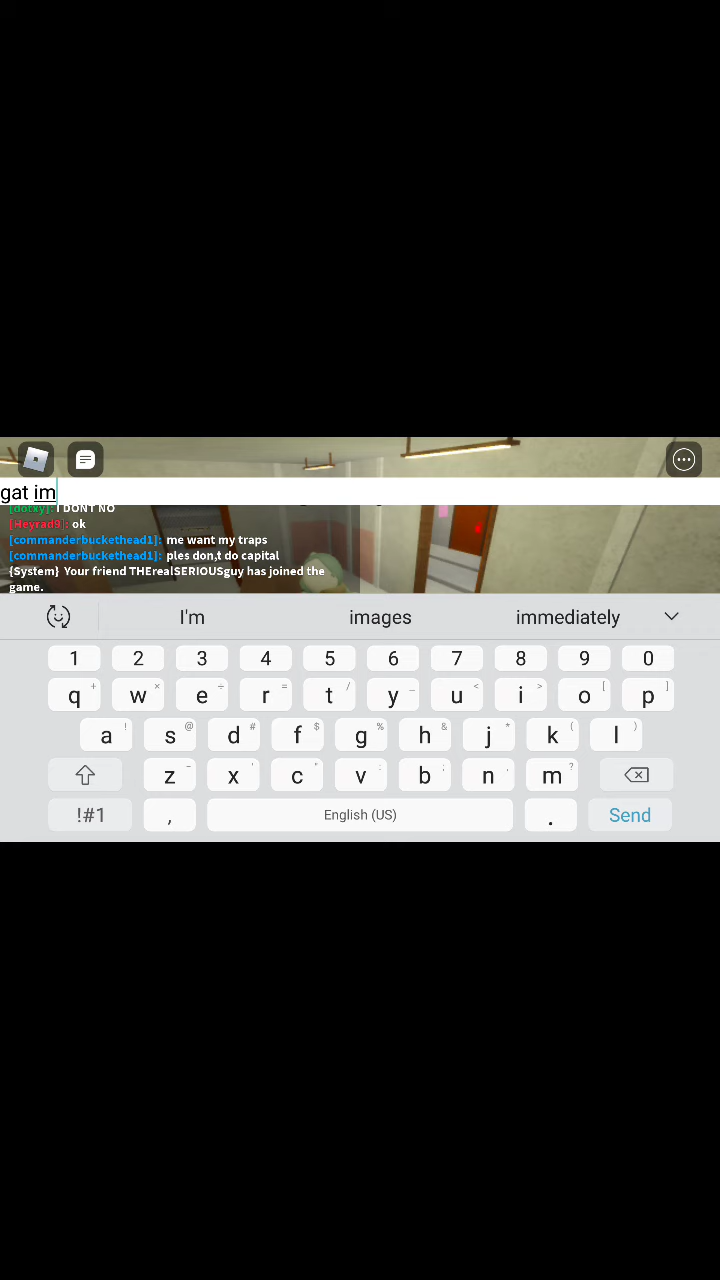 gat im
[dotxy]: I DONT NO
[Heyrad9]: ok
[commanderbuckethead1]: me want my traps
[commanderbuckethead1]: ples don,t do capital
{System} Your friend THErealSERIOUSguy has joined the
game.
I'm images immediately
1 2 3 4 5 6 7 8 9 0
q + w × e ÷ r = t / y _ u < i > o [ p ]
a ! s @ d # f $ g % h & j * k ( l )
z - x ' c " v : b ; n , m ?
!#1 , English (US) . Send